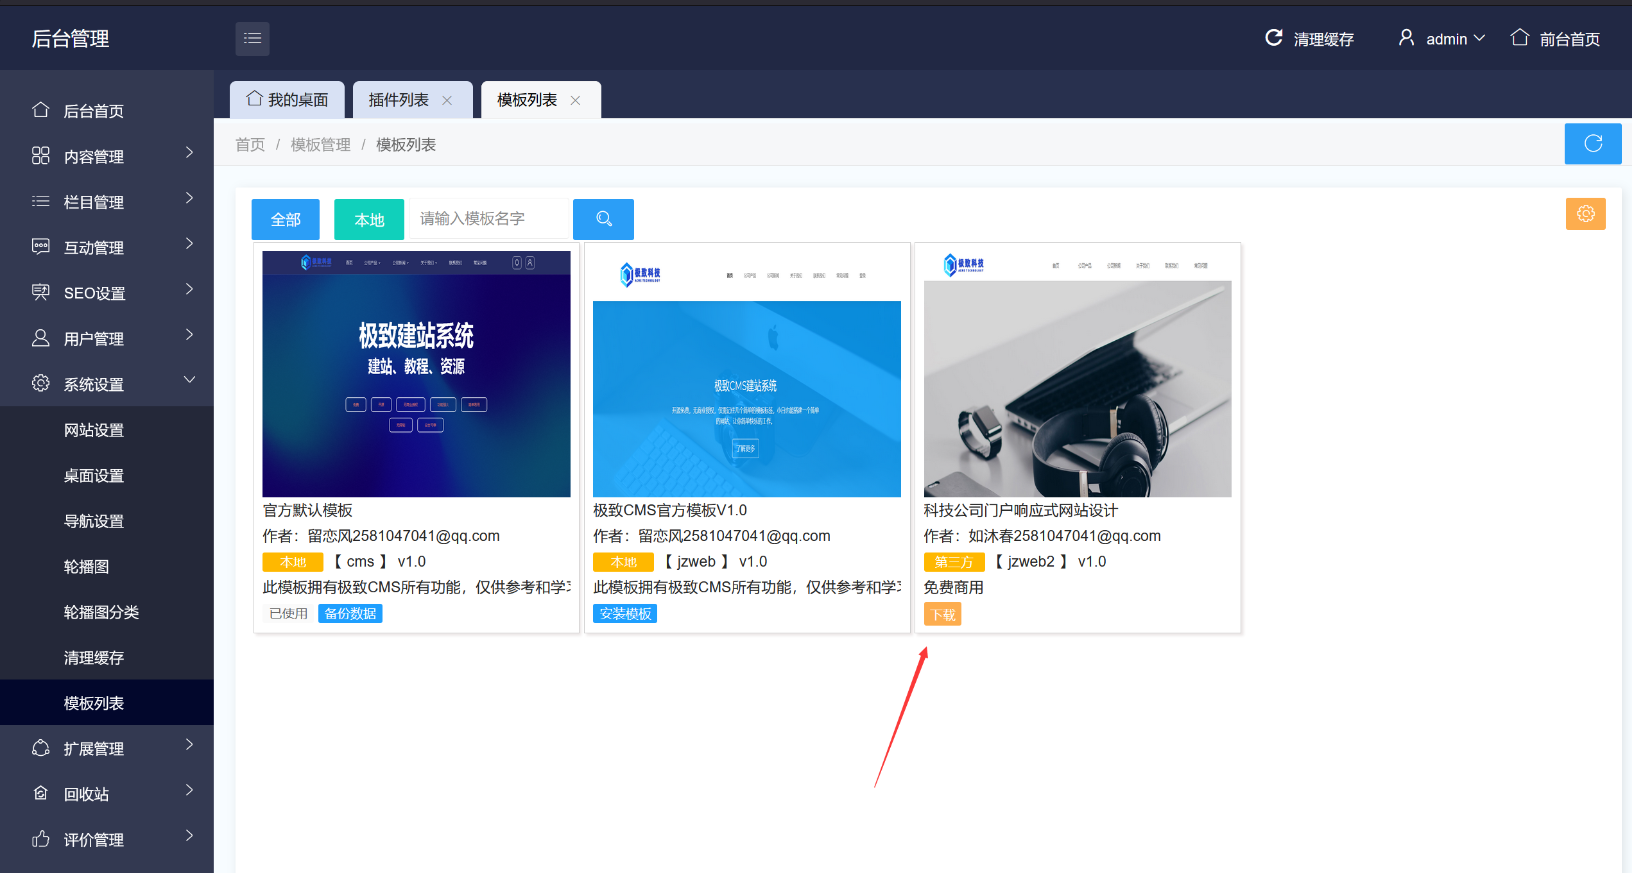 后台管理
清理缓存
admin
前台首页
我的桌面
插件列表
模板列表
首页 / 模板管理 / 模板列表
后台首页
内容管理
栏目管理
互动管理
SEO设置
用户管理
系统设置
网站设置
桌面设置
导航设置
轮播图
轮播图分类
清理缓存
模板列表
扩展管理
回收站
评价管理
全部
本地
请输入模板名字
极致科技
极致建站系统
建站、教程、资源
官方默认模板
作者：留恋风2581047041@qq.com
本地 【 cms 】 v1.0
此模板拥有极致CMS所有功能，仅供参考和学习
已使用 备份数据
极致科技
极致CMS建站系统
了解更多
极致CMS官方模板V1.0
作者：留恋风2581047041@qq.com
本地 【 jzweb 】 v1.0
此模板拥有极致CMS所有功能，仅供参考和学习
安装模板
极致科技
科技公司门户响应式网站设计
作者：如沐春2581047041@qq.com
第三方 【 jzweb2 】 v1.0
免费商用
下载